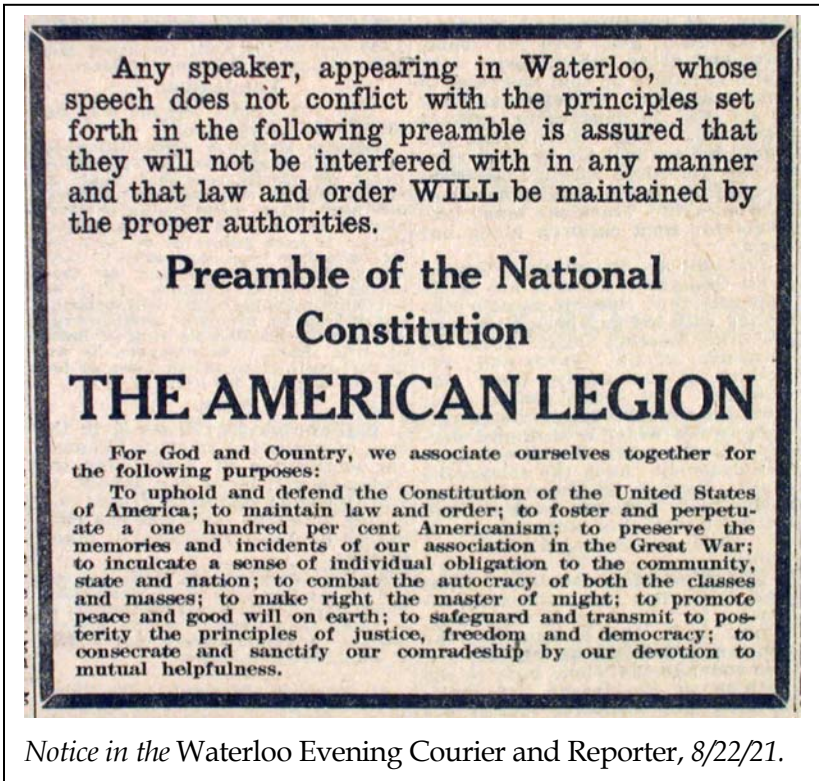 Any speaker, appearing in Waterloo, whose
speech does not conflict with the principles set
forth in the following preamble is assured that
they will not be interfered with in any manner
and that law and order WILL be maintained by
the proper authorities.
Preamble of the National
Constitution
THE AMERICAN LEGION
For God and Country, we associate ourselves together for
the following purposes:
To uphold and defend the Constitution of the United States
of America; to maintain law and order; to foster and perpetu-
ate a one hundred per cent Americanism; to preserve the
memories and incidents of our association in the Great War;
to inculcate a sense of individual obligation to the community,
state and nation; to combat the autocracy of both the classes
and masses; to make right the master of might; to promote
peace and good will on earth; to safeguard and transmit to pos-
terity the principles of justice, freedom and democracy; to
consecrate and sanctify our comradeship by our devotion to
mutual helpfulness.
Notice in the Waterloo Evening Courier and Reporter, 8/22/21.